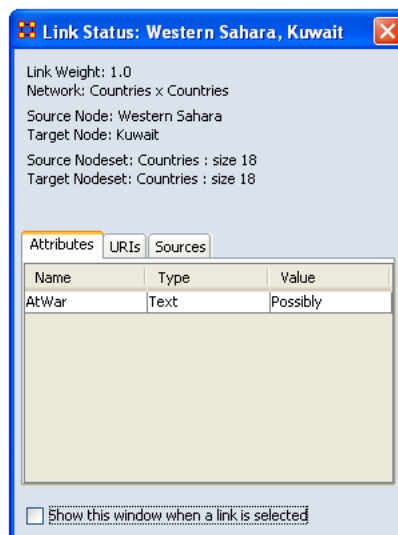 Link Status: Western Sahara, Kuwait
Link Weight: 1.0
Network: Countries x Countries
Source Node: Western Sahara
Target Node: Kuwait
Source Nodeset: Countries : size 18
Target Nodeset: Countries : size 18
Attributes URIs Sources
Name Type Value
AtWar Text Possibly
Show this window when a link is selected